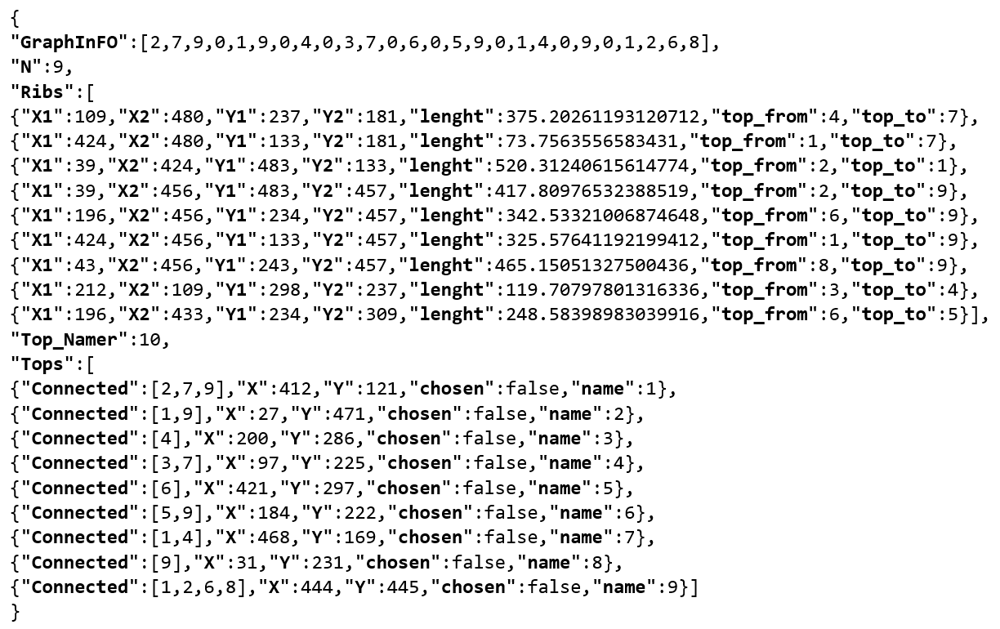 {
"GraphInFO":[2,7,9,0,1,9,0,4,0,3,7,0,6,0,5,9,0,1,4,0,9,0,1,2,6,8],
"N":9,
"Ribs":[
{"X1":109,"X2":480,"Y1":237,"Y2":181,"lenght":375.20261193120712,"top_from":4,"top_to":7},
{"X1":424,"X2":480,"Y1":133,"Y2":181,"lenght":73.7563556583431,"top_from":1,"top_to":7},
{"X1":39,"X2":424,"Y1":483,"Y2":133,"lenght":520.31240615614774,"top_from":2,"top_to":1},
{"X1":39,"X2":456,"Y1":483,"Y2":457,"lenght":417.80976532388519,"top_from":2,"top_to":9},
{"X1":196,"X2":456,"Y1":234,"Y2":457,"lenght":342.53321006874648,"top_from":6,"top_to":9},
{"X1":424,"X2":456,"Y1":133,"Y2":457,"lenght":325.57641192199412,"top_from":1,"top_to":9},
{"X1":43,"X2":456,"Y1":243,"Y2":457,"lenght":465.15051327500436,"top_from":8,"top_to":9},
{"X1":212,"X2":109,"Y1":298,"Y2":237,"lenght":119.70797801316336,"top_from":3,"top_to":4},
{"X1":196,"X2":433,"Y1":234,"Y2":309,"lenght":248.58398983039916,"top_from":6,"top_to":5}],
"Top_Namer":10,
"Tops":[
{"Connected":[2,7,9],"X":412,"Y":121,"chosen":false,"name":1},
{"Connected":[1,9],"X":27,"Y":471,"chosen":false,"name":2},
{"Connected":[4],"X":200,"Y":286,"chosen":false,"name":3},
{"Connected":[3,7],"X":97,"Y":225,"chosen":false,"name":4},
{"Connected":[6],"X":421,"Y":297,"chosen":false,"name":5},
{"Connected":[5,9],"X":184,"Y":222,"chosen":false,"name":6},
{"Connected":[1,4],"X":468,"Y":169,"chosen":false,"name":7},
{"Connected":[9],"X":31,"Y":231,"chosen":false,"name":8},
{"Connected":[1,2,6,8],"X":444,"Y":445,"chosen":false,"name":9}]
}